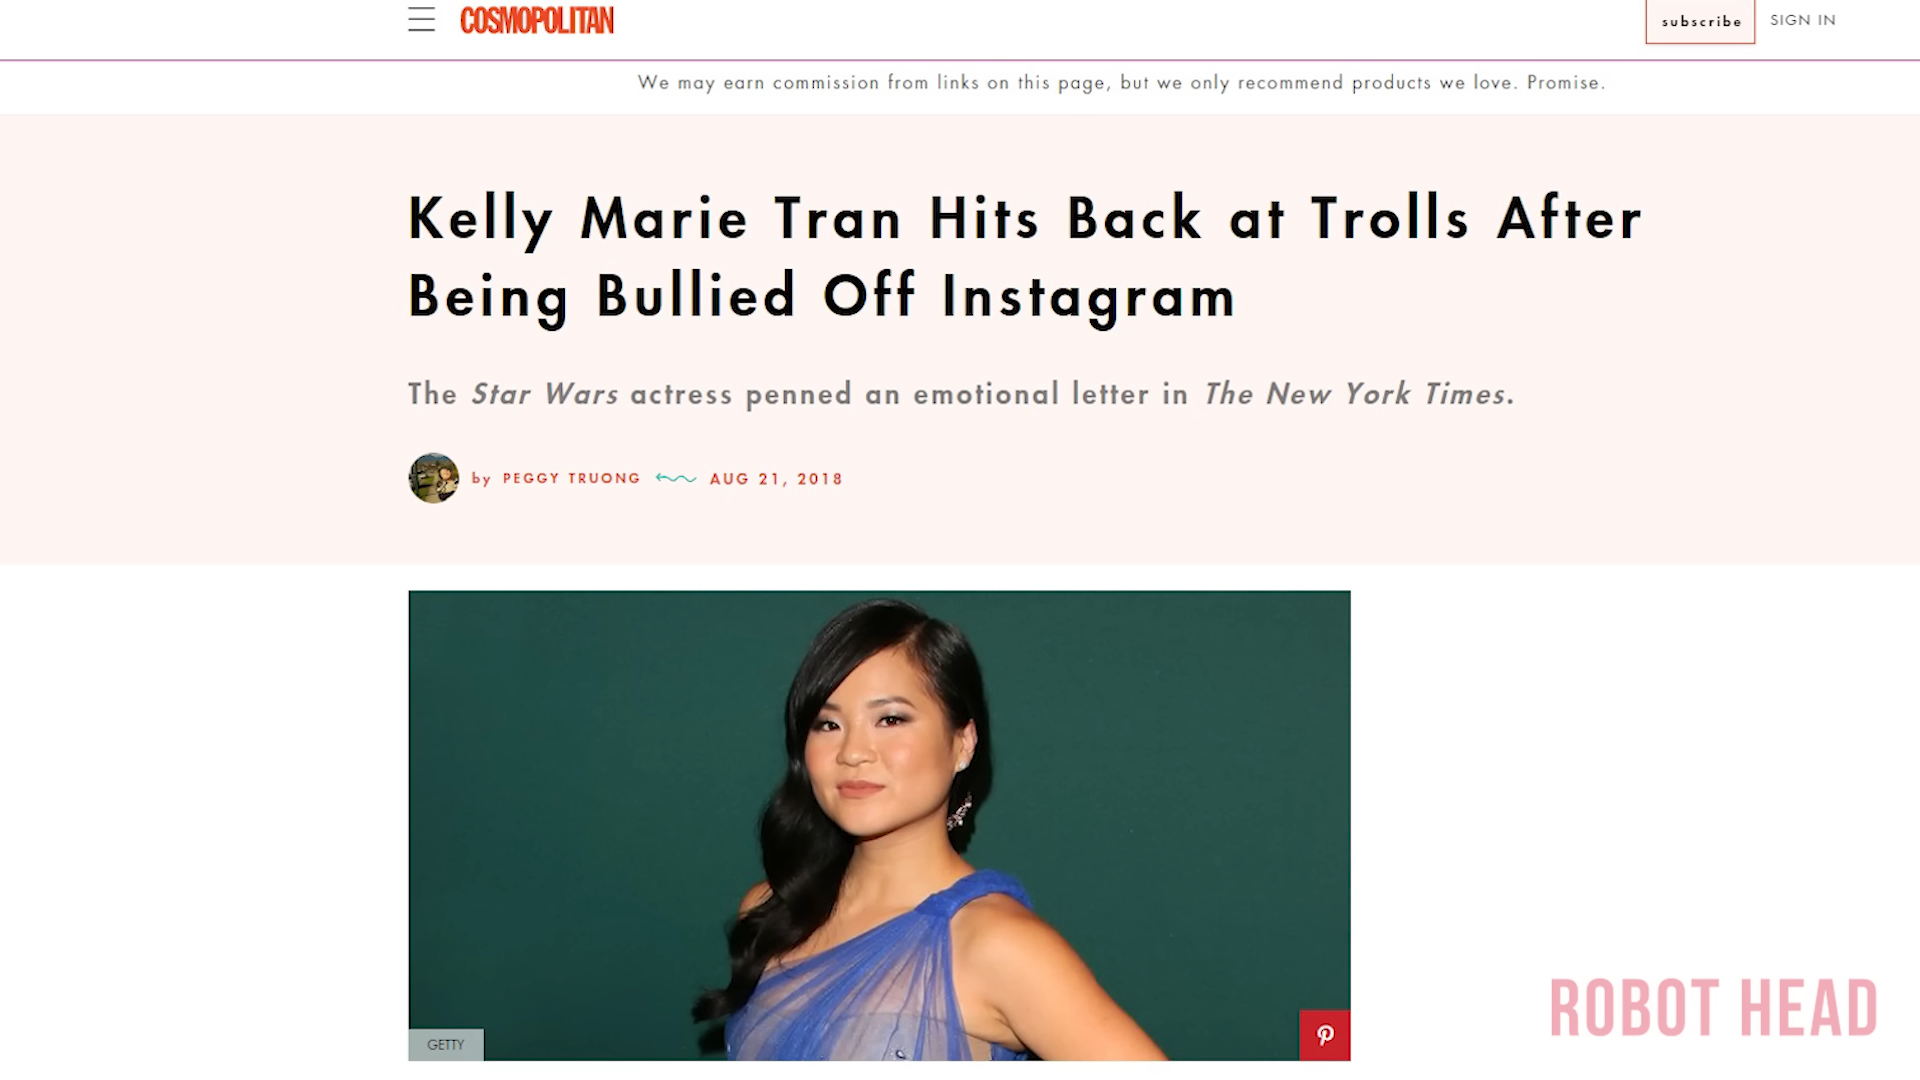 COSMOPOLITAN
subscribe
SIGN IN
We may earn commission from links on this page, but we only recommend products we love. Promise.
Kelly Marie Tran Hits Back at Trolls After
Being Bullied Off Instagram
The Star Wars actress penned an emotional letter in The New York Times.
by PEGGY TRUONG
AUG 21, 2018
GETTY
ROBOT HEAD